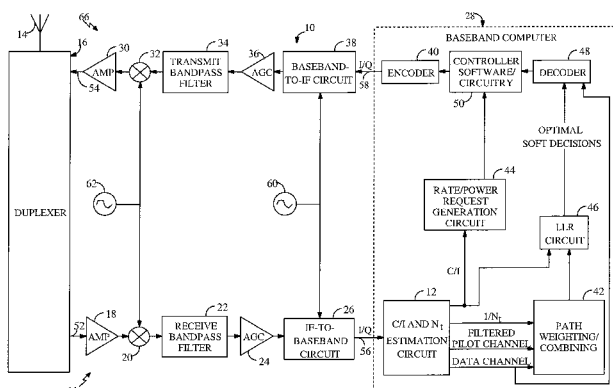 28
BASEBAND COMPUTER
66
14
16
30
AMP
54
32
34
TRANSMIT
BANDPASS
FILTER
36
AGC
10
38
BASEBAND-
TO-IF CIRCUIT
I/Q
58
40
ENCODER
CONTROLLER
SOFTWARE/
CIRCUITRY
50
48
DECODER
OPTIMAL
SOFT DECISIONS
DUPLEXER
62
60
44
RATE/POWER
REQUEST
GENERATION
CIRCUIT
46
LLR
CIRCUIT
C/I
52
18
AMP
20
22
RECEIVE
BANDPASS
FILTER
AGC
24
26
IF-TO-
BASEBAND
CIRCUIT
I/Q
56
12
C/I AND Nt
ESTIMATION
CIRCUIT
1/Nt
FILTERED
PILOT CHANNEL
DATA CHANNEL
42
PATH
WEIGHTING/
COMBINING